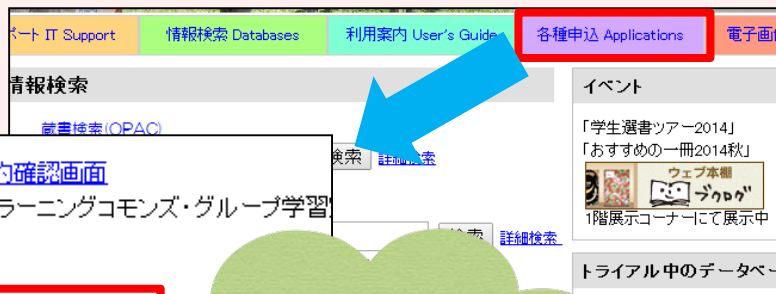 ポート IT Support
情報検索 Databases
利用案内 User's Guide
各種申込 Applications
電子画
情報検索
蔵書検索(OPAC)
検索 詳細検索
約確認画面
ラーニングコモンズ・グループ学習
検索 詳細検索
イベント
「学生選書ツアー2014」
「おすすめの一冊2014秋」
ウェブ本棚
ブクログ
1階展示コーナーにて展示中
トライアル中のデータベー